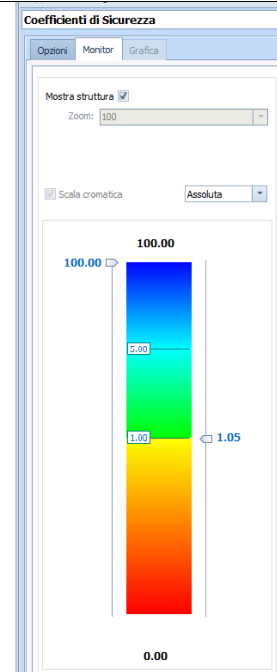 Coefficienti di Sicurezza
Opzioni Monitor Grafica
Mostra struttura
Zoom: 100
Scala cromatica Assoluta
100.00
100.00
5.00
1.00 1.05
0.00